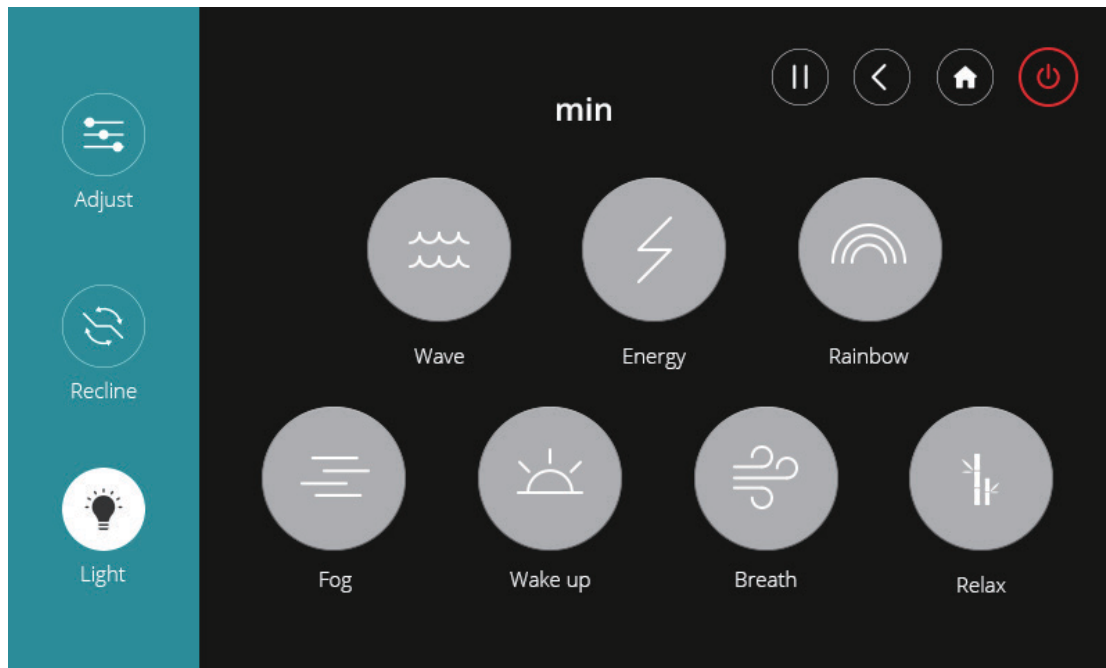 min
Adjust
Wave
Energy
Rainbow
Recline
Fog
Wake up
Breath
Relax
Light